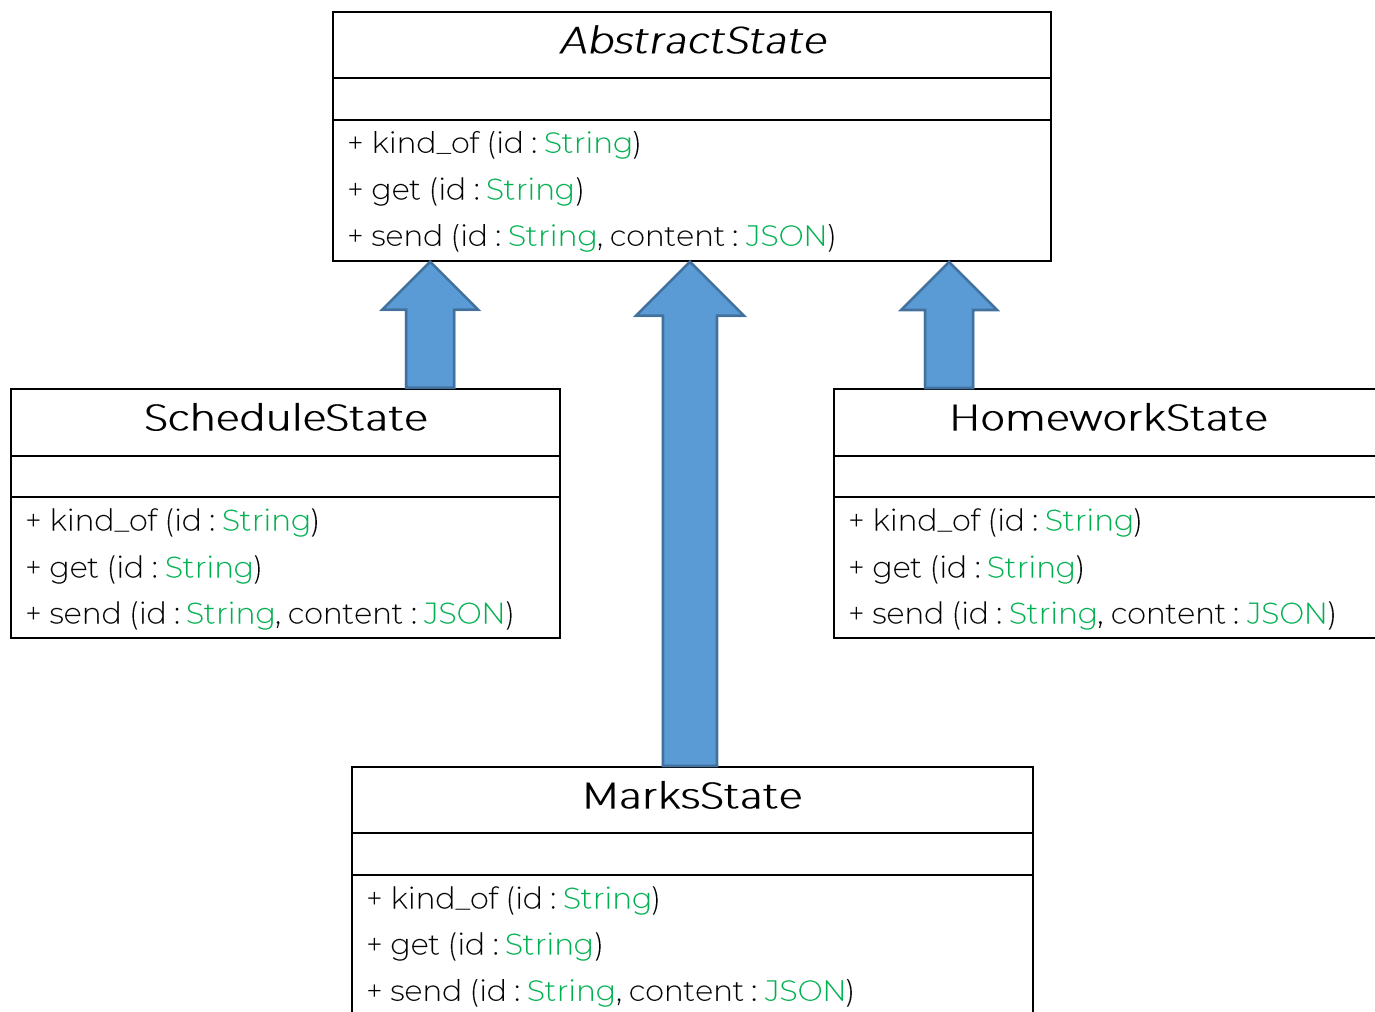 AbstractState
+ kind_of (id : String)
+ get (id : String)
+ send (id : String, content : JSON)
ScheduleState
+ kind_of (id : String)
+ get (id : String)
+ send (id : String, content : JSON)
HomeworkState
+ kind_of (id : String)
+ get (id : String)
+ send (id : String, content : JSON)
MarksState
+ kind_of (id : String)
+ get (id : String)
+ send (id : String, content : JSON)